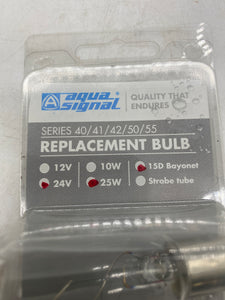 A
aqua
signal
QUALITY THAT
ENDURES
SERIES 40/41/42/50/55
REPLACEMENT BULB
12V 10W 15D Bayonet
24V 25W Strobe tube